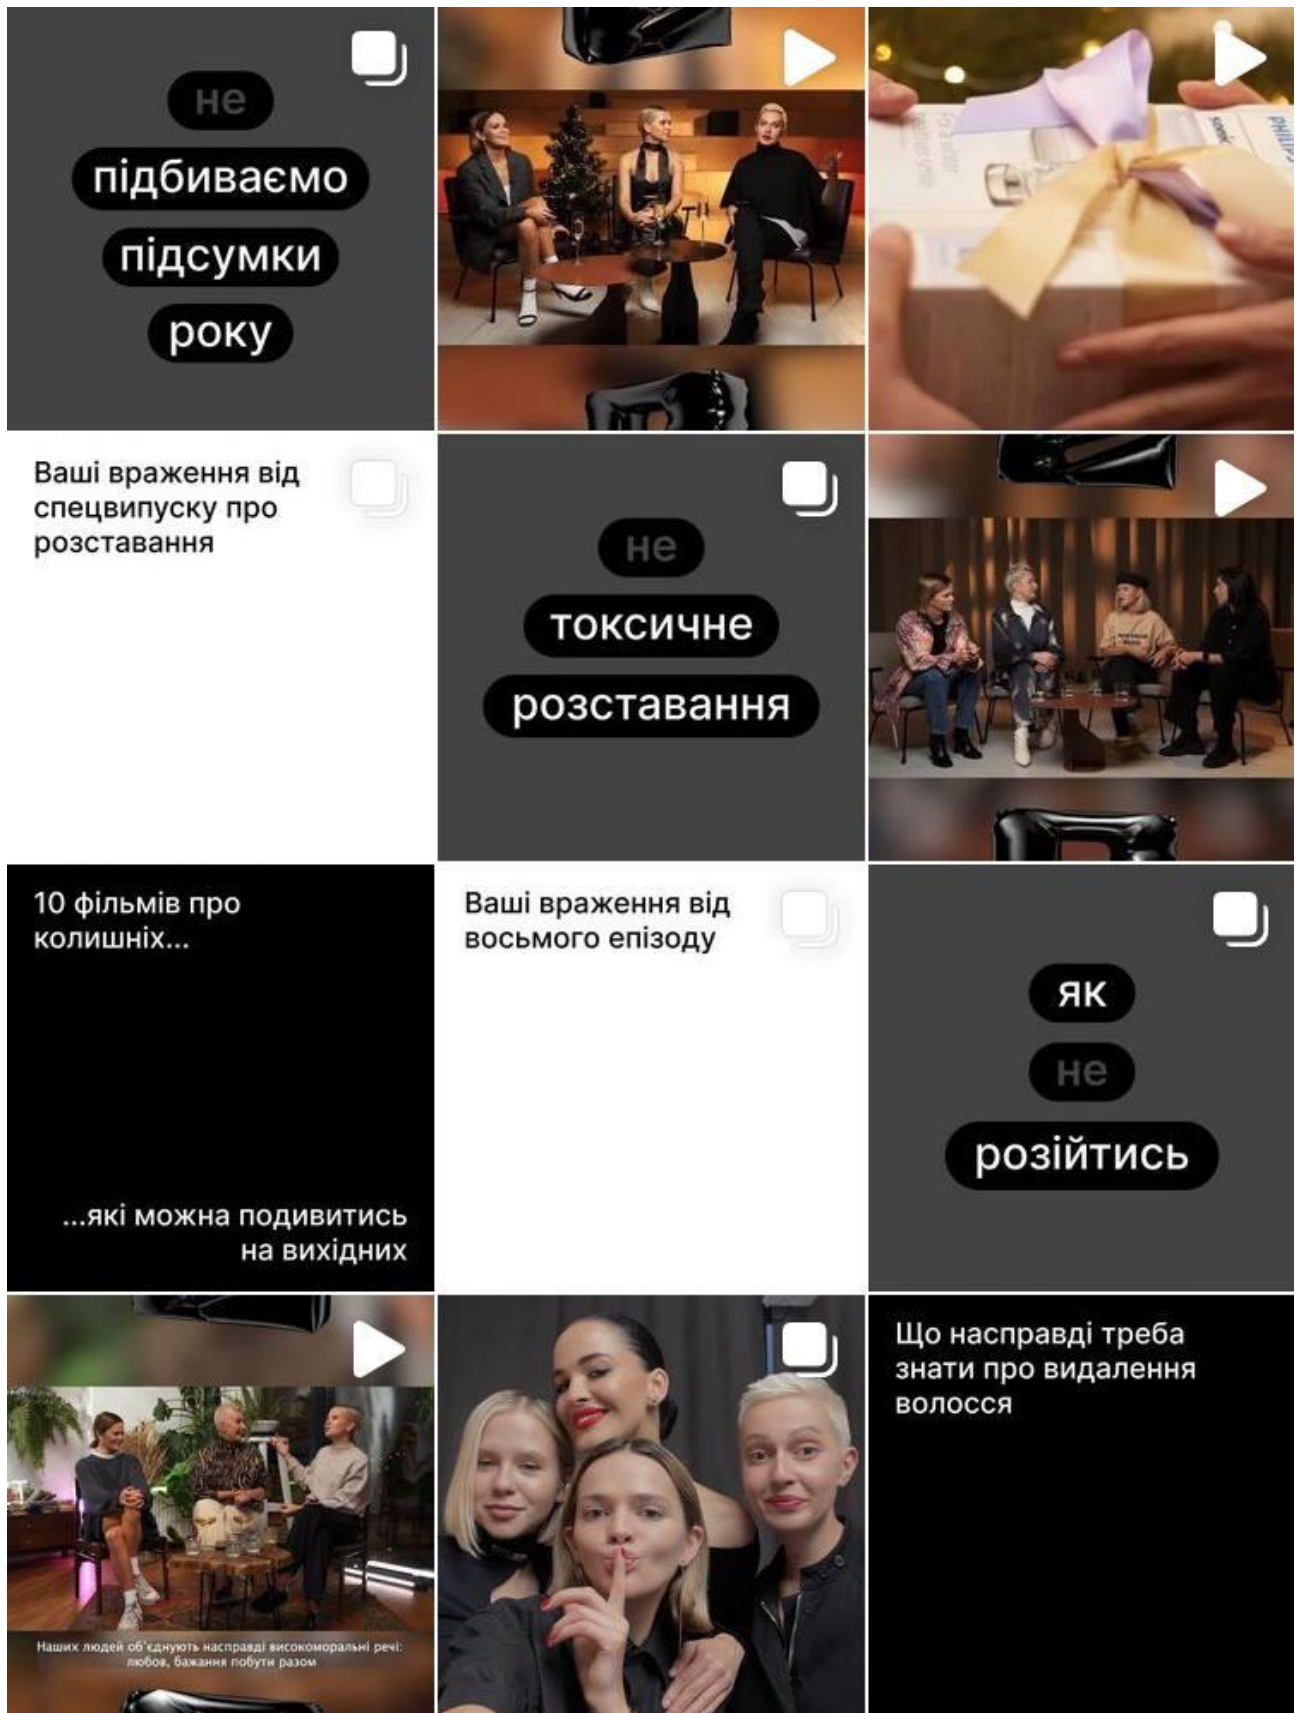 не
підбиваємо
підсумки
року
PHILIPS
Ваші враження від
спецвипуску про
розставання
не
токсичне
розставання
10 фільмів про
колишніх...
...які можна подивитись
на вихідних
Ваші враження від
восьмого епізоду
як
не
розійтись
Наших людей об'єднують насправді високоморальні речі:
любов, бажання побути разом
Що насправді треба
знати про видалення
волосся